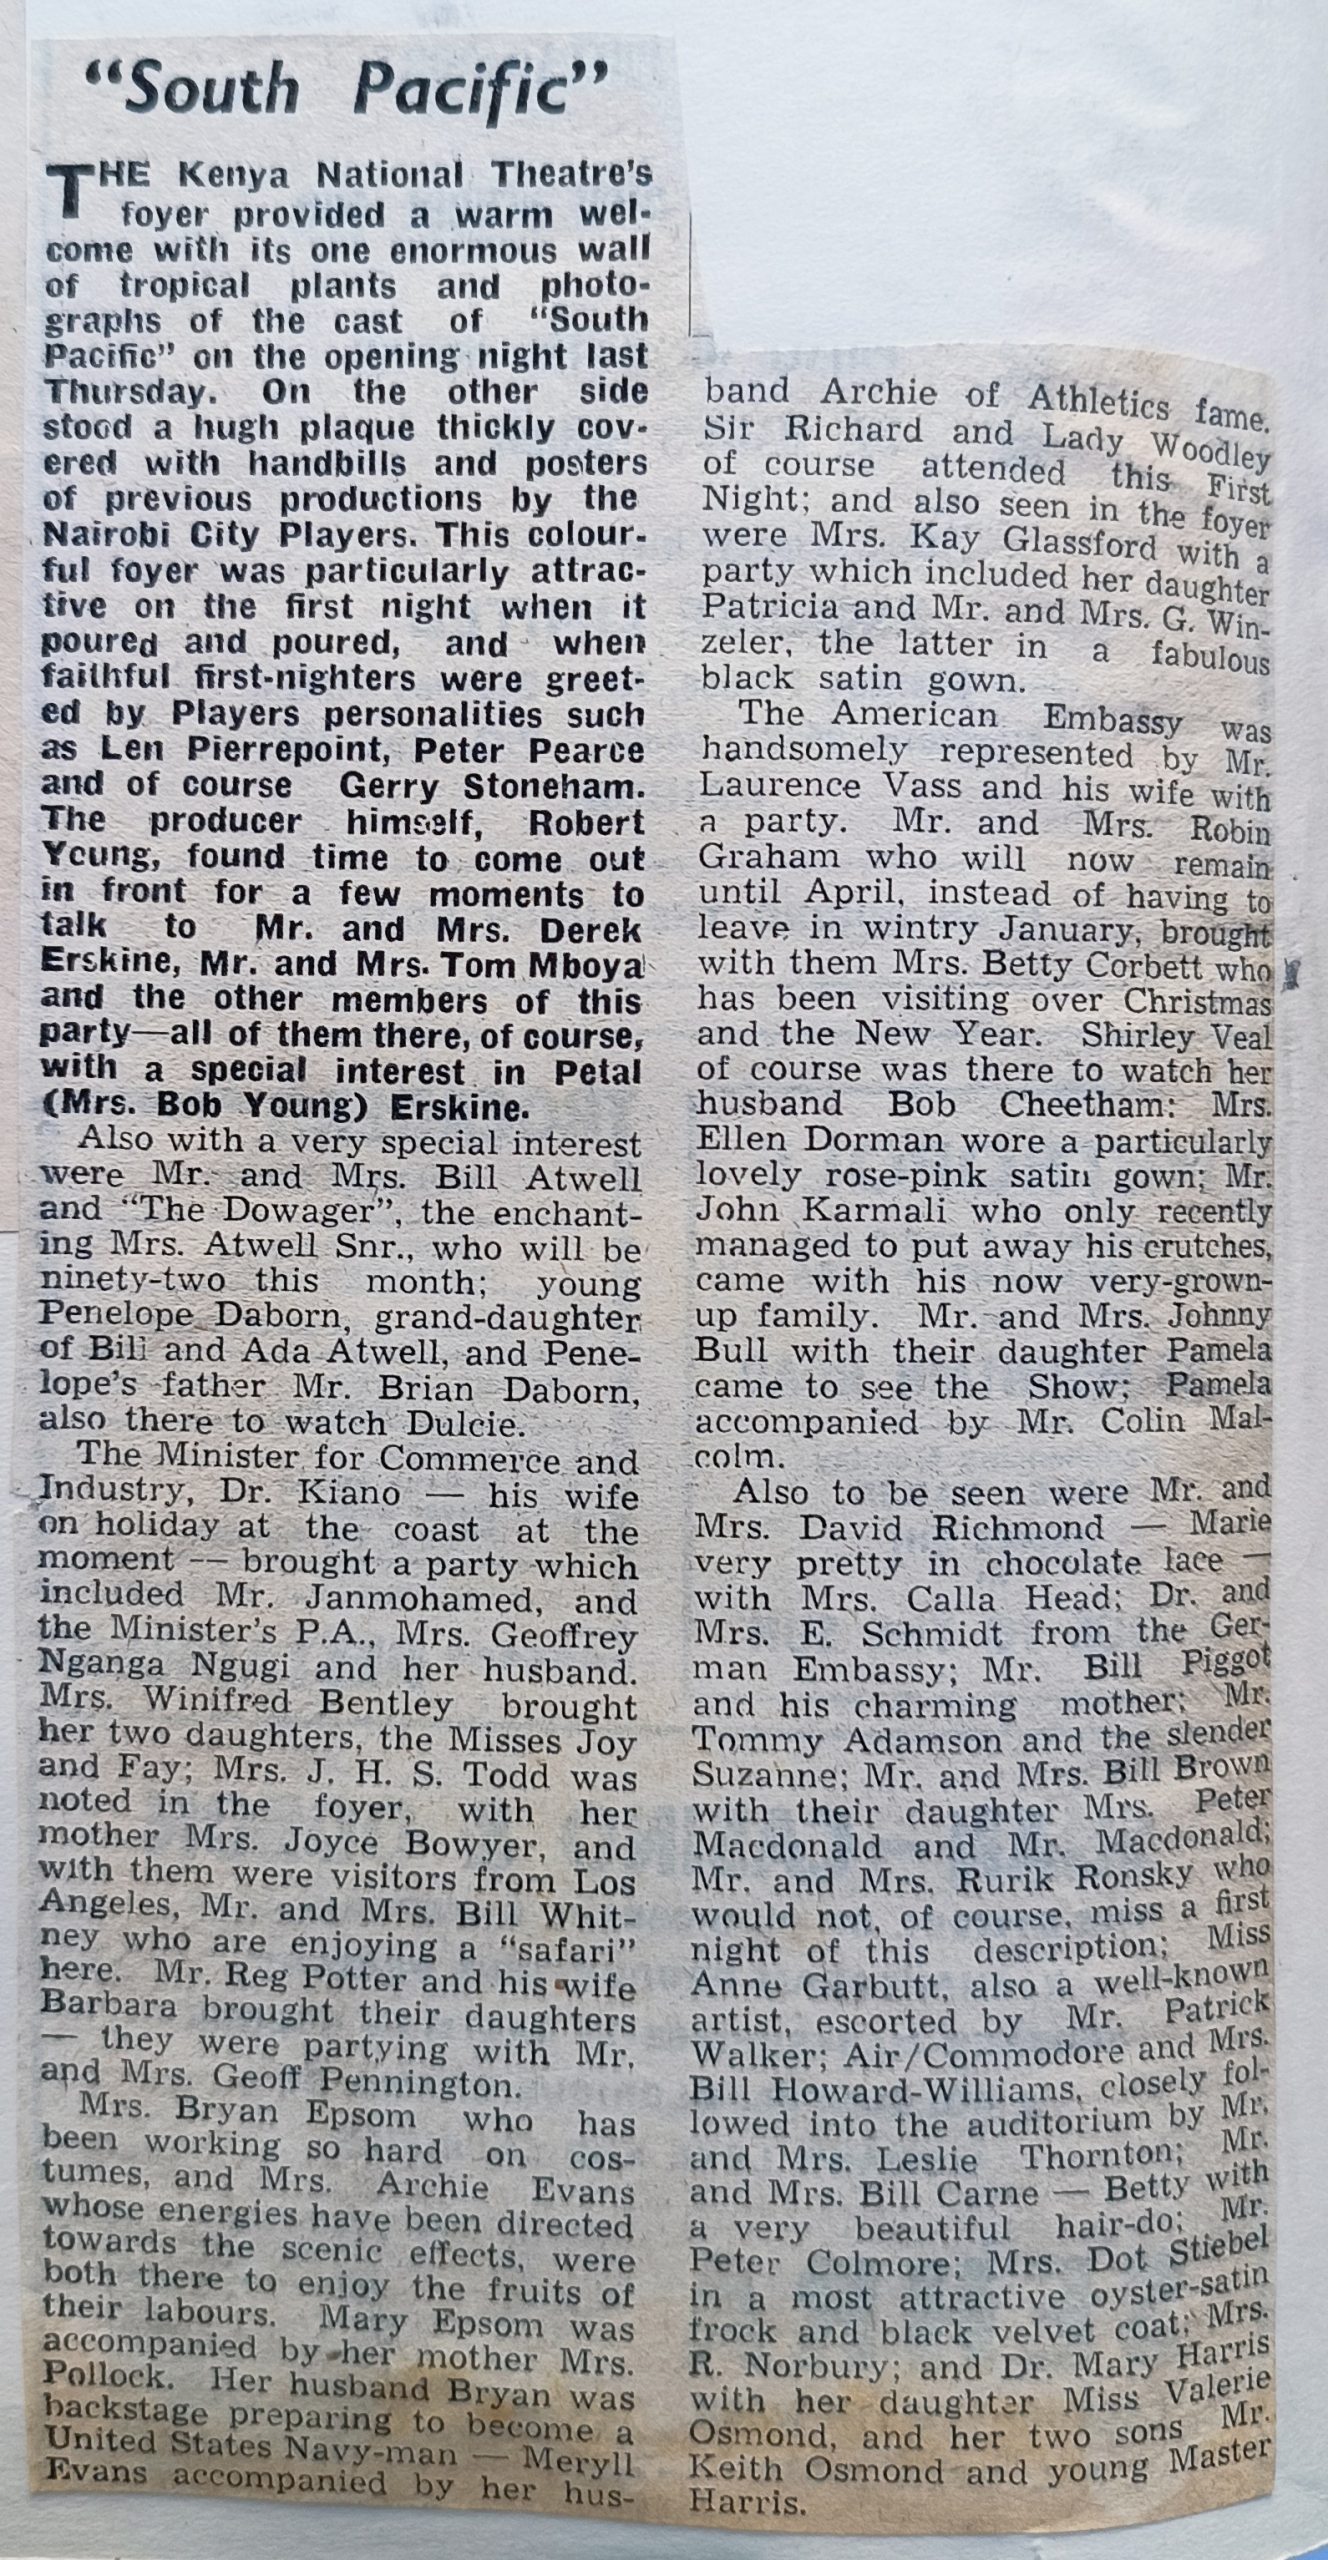 “South Pacific”
THE Kenya National Theatre's
foyer provided a warm wel-
come with its one enormous wall
of tropical plants and photo-
graphs of the cast of “South
Pacific” on the opening night last
Thursday. On the other side
stood a hugh plaque thickly cov-
ered with handbills and posters
of previous productions by the
Nairobi City Players. This colour-
ful foyer was particularly attrac-
tive on the first night when it
poured and poured, and when
faithful first-nighters were greet-
ed by Players personalities such
as Len Pierrepoint, Peter Pearce
and of course Gerry Stoneham.
The producer himself, Robert
Young, found time to come out
in front for a few moments to
talk to Mr. and Mrs. Derek
Erskine, Mr. and Mrs. Tom Mboya
and the other members of this
party—all of them there, of course,
with a special interest in Petal
(Mrs. Bob Young) Erskine.
Also with a very special interest
were Mr. and Mrs. Bill Atwell
and “The Dowager”, the enchant-
ing Mrs. Atwell Snr., who will be
ninety-two this month; young
Penelope Daborn, grand-daughter
of Bill and Ada Atwell, and Pene-
lope's father Mr. Brian Daborn,
also there to watch Dulcie.
The Minister for Commerce and
Industry, Dr. Kiano — his wife
on holiday at the coast at the
moment — brought a party which
included Mr. Janmohamed, and
the Minister's P.A., Mrs. Geoffrey
Nganga Ngugi and her husband.
Mrs. Winifred Bentley brought
her two daughters, the Misses Joy
and Fay; Mrs. J. H. S. Todd was
noted in the foyer, with her
mother Mrs. Joyce Bowyer, and
with them were visitors from Los
Angeles, Mr. and Mrs. Bill Whit-
ney who are enjoying a “safari”
here. Mr. Reg Potter and his wife
Barbara brought their daughters
— they were partying with Mr.
and Mrs. Geoff Pennington.
Mrs. Bryan Epsom who has
been working so hard on cos-
tumes, and Mrs. Archie Evans
whose energies have been directed
towards the scenic effects, were
both there to enjoy the fruits of
their labours. Mary Epsom was
accompanied by her mother Mrs.
Pollock. Her husband Bryan was
backstage preparing to become a
United States Navy-man — Meryll
Evans accompanied by her hus-
band Archie of Athletics fame.
Sir Richard and Lady Woodley
of course attended this First
Night; and also seen in the foyer
were Mrs. Kay Glassford with a
party which included her daughter
Patricia and Mr. and Mrs. G. Win-
zeler, the latter in a fabulous
black satin gown.
The American Embassy was
handsomely represented by Mr.
Laurence Vass and his wife with
a party. Mr. and Mrs. Robin
Graham who will now remain
until April, instead of having to
leave in wintry January, brought
with them Mrs. Betty Corbett who
has been visiting over Christmas
and the New Year. Shirley Veal
of course was there to watch her
husband Bob Cheetham: Mrs.
Ellen Dorman wore a particularly
lovely rose-pink satin gown; Mr.
John Karmali who only recently
managed to put away his crutches,
came with his now very-grown-
up family. Mr. and Mrs. Johnny
Bull with their daughter Pamela
came to see the Show; Pamela
accompanied by Mr. Colin Mal-
colm.
Also to be seen were Mr. and
Mrs. David Richmond — Marie
very pretty in chocolate lace —
with Mrs. Calla Head; Dr. and
Mrs. E. Schmidt from the Ger-
man Embassy; Mr. Bill Piggot
and his charming mother; Mr.
Tommy Adamson and the slender
Suzanne; Mr. and Mrs. Bill Brown
with their daughter Mrs. Peter
Macdonald and Mr. Macdonald;
Mr. and Mrs. Rurik Ronsky who
would not, of course, miss a first
night of this description; Miss
Anne Garbutt, also a well-known
artist, escorted by Mr. Patrick
Walker; Air/Commodore and Mrs.
Bill Howard-Williams, closely fol-
lowed into the auditorium by Mr.
and Mrs. Leslie Thornton; Mr.
and Mrs. Bill Carne — Betty with
a very beautiful hair-do; Mr.
Peter Colmore; Mrs. Dot Stiebel
in a most attractive oyster-satin
frock and black velvet coat; Mrs.
R. Norbury; and Dr. Mary Harris
with her daughter Miss Valerie
Osmond, and her two sons Mr.
Keith Osmond and young Master
Harris.